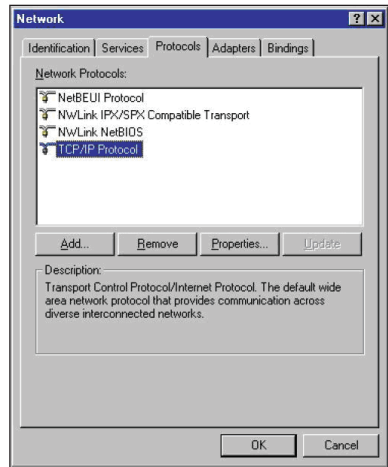 Network
Identification Services Protocols Adapters Bindings
Network Protocols:
NetBEUI Protocol
NWLink IPX/SPX Compatible Transport
NWLink NetBIOS
TCP/IP Protocol
Add... Remove Properties... Update
Description:
Transport Control Protocol/Internet Protocol. The default wide
area network protocol that provides communication across
diverse interconnected networks.
OK Cancel